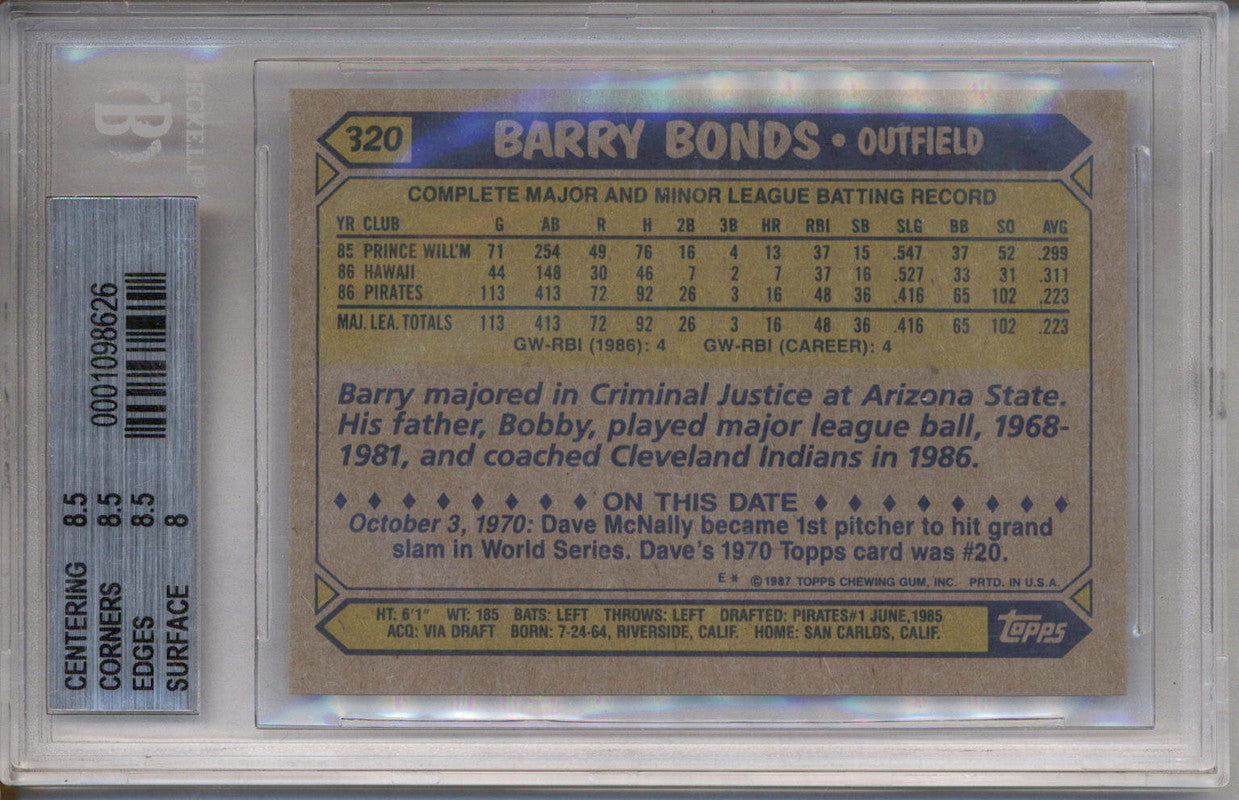 BECKETT
B
0001098626
CENTERING 8.5
CORNERS 8.5
EDGES 8.5
SURFACE 8
320 BARRY BONDS • OUTFIELD
COMPLETE MAJOR AND MINOR LEAGUE BATTING RECORD
YR CLUB G AB R H 2B 3B HR RBI SB SLG BB SO AVG
85 PRINCE WILL'M 71 254 49 76 16 4 13 37 15 .547 37 52 .299
86 HAWAII 44 148 30 46 7 2 7 37 16 .527 33 31 .311
86 PIRATES 113 413 72 92 26 3 16 48 36 .416 65 102 .223
MAJ. LEA. TOTALS 113 413 72 92 26 3 16 48 36 .416 65 102 .223
GW-RBI (1986): 4 GW-RBI (CAREER): 4
Barry majored in Criminal Justice at Arizona State.
His father, Bobby, played major league ball, 1968-
1981, and coached Cleveland Indians in 1986.
♦ ♦ ♦ ♦ ♦ ♦ ♦ ♦ ON THIS DATE ♦ ♦ ♦ ♦ ♦ ♦ ♦ ♦
October 3, 1970: Dave McNally became 1st pitcher to hit grand
slam in World Series. Dave's 1970 Topps card was #20.
E* ©1987 TOPPS CHEWING GUM, INC. PRTD. IN U.S.A.
HT: 6'1" WT: 185 BATS: LEFT THROWS: LEFT DRAFTED: PIRATES#1 JUNE, 1985
ACQ: VIA DRAFT BORN: 7-24-64, RIVERSIDE, CALIF. HOME: SAN CARLOS, CALIF.
topps